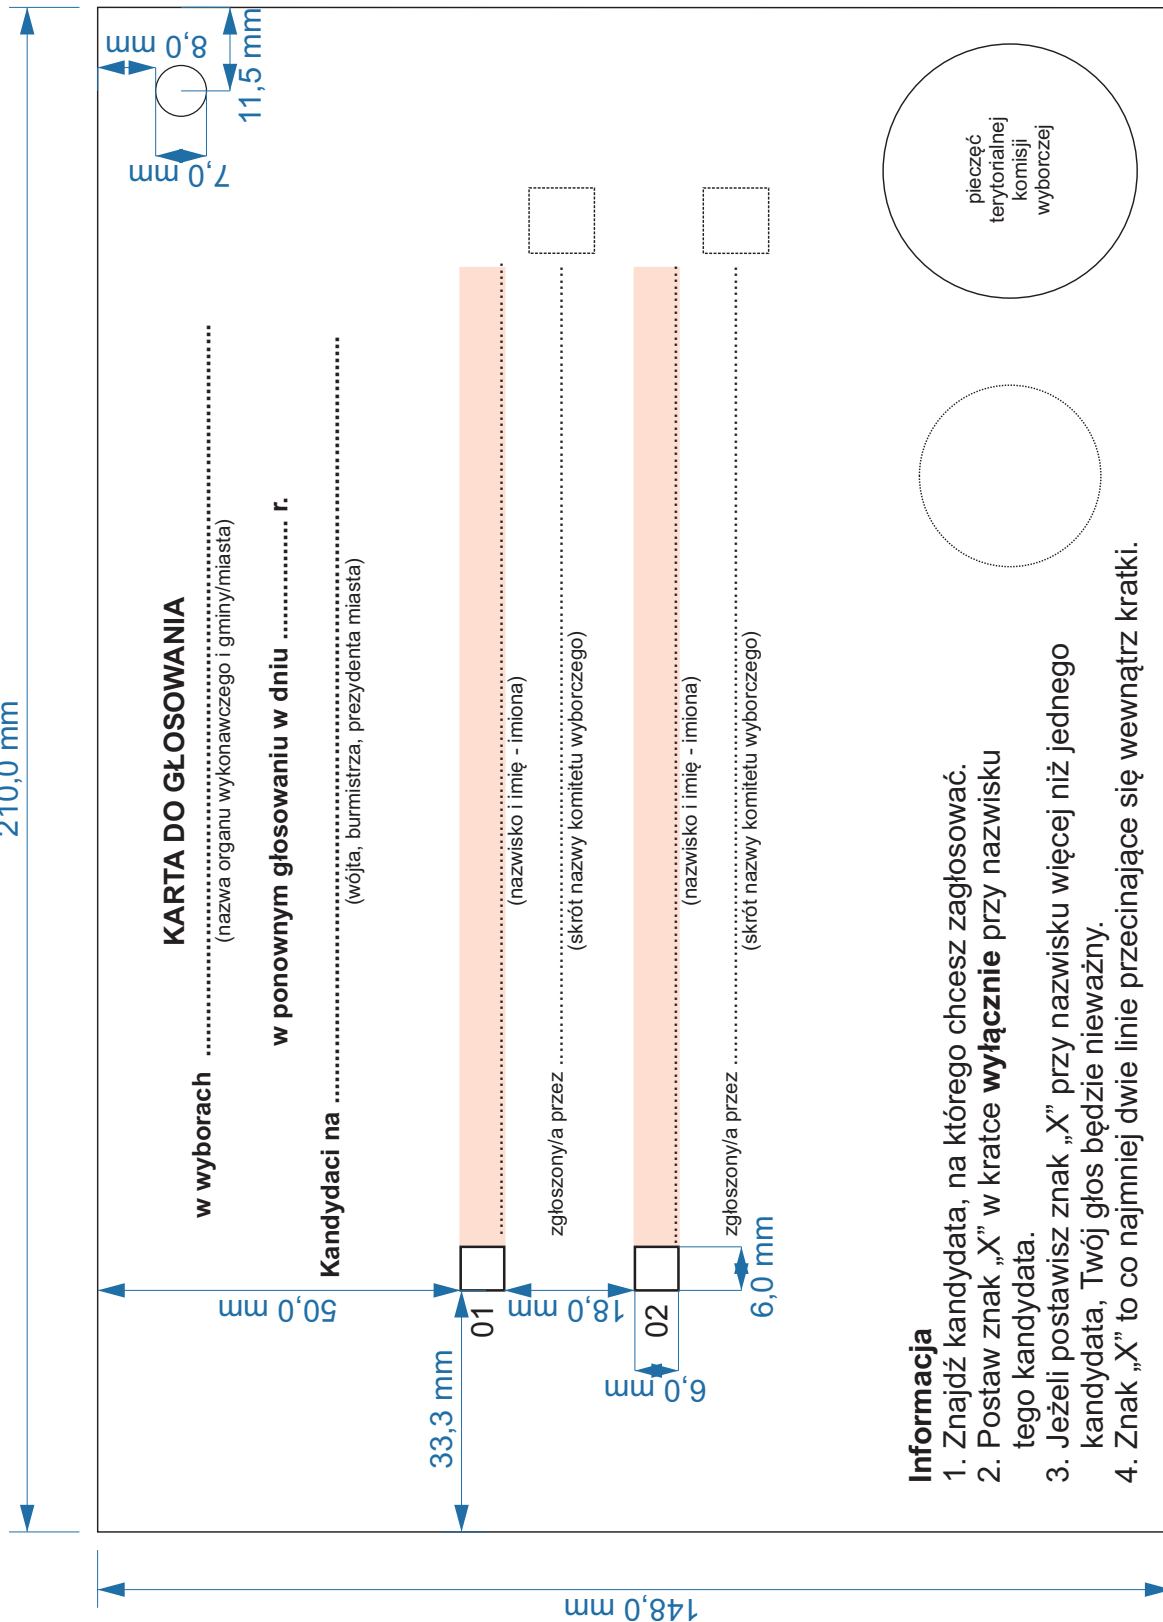 210,0 mm
148,0 mm
8,0 mm
11,5 mm
7,0 mm
KARTA DO GŁOSOWANIA
w wyborach ........................................................
(nazwa organu wykonawczego i gminy/miasta)
w ponownym głosowaniu w dniu .............. r.
Kandydaci na ........................................................
(wójta, burmistrza, prezydenta miasta)
50,0 mm
33,3 mm
01
(nazwisko i imię - imiona)
zgłoszony/a przez ........................................................
(skrót nazwy komitetu wyborczego)
18,0 mm
02
(nazwisko i imię - imiona)
zgłoszony/a przez ........................................................
(skrót nazwy komitetu wyborczego)
6,0 mm
6,0 mm
Informacja
1. Znajdź kandydata, na którego chcesz zagłosować.
2. Postaw znak „X” w kratce wyłącznie przy nazwisku
tego kandydata.
3. Jeżeli postawisz znak „X” przy nazwisku więcej niż jednego
kandydata, Twój głos będzie nieważny.
4. Znak „X” to co najmniej dwie linie przecinające się wewnątrz kratki.
pieczęć
terytorialnej
komisji
wyborczej